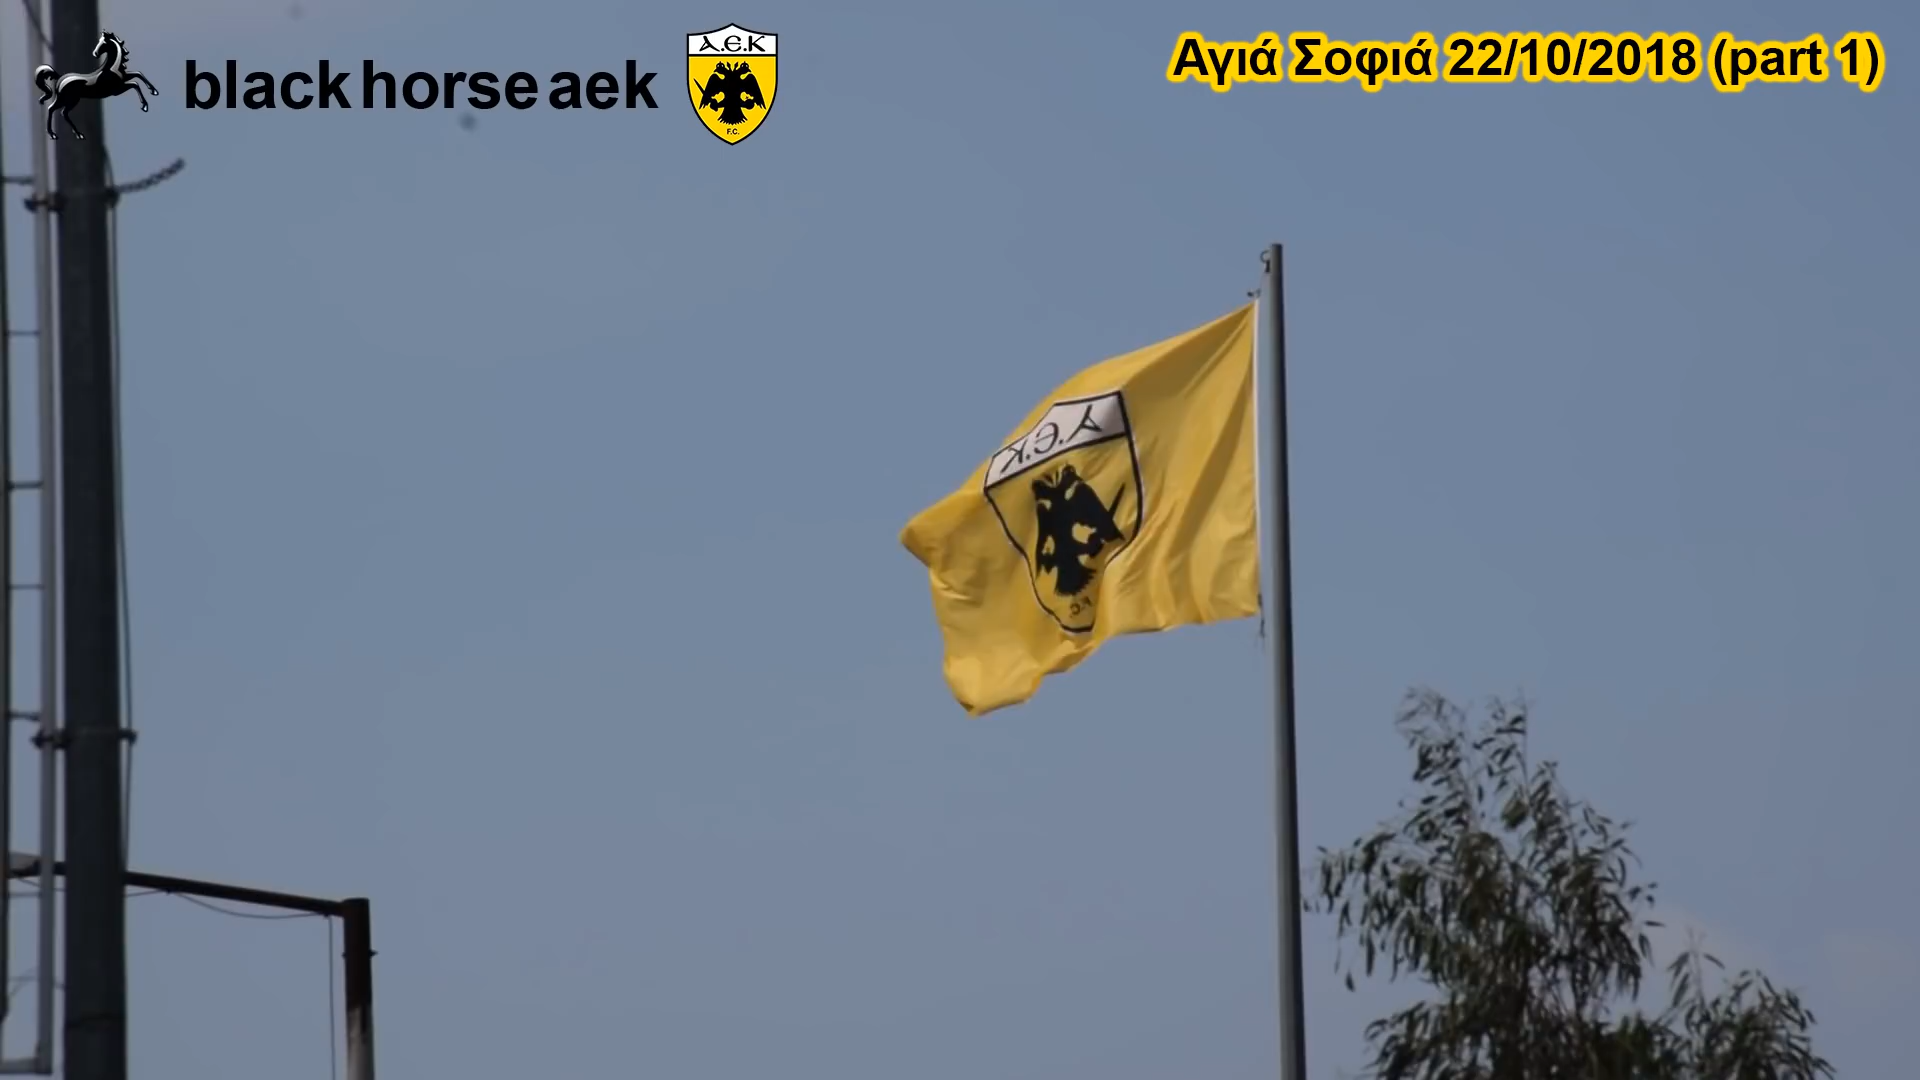 black horse aek
Α.Ε.Κ
F.C.
Αγιά Σοφιά 22/10/2018 (part 1)
Α.Ε.Κ
F.C.